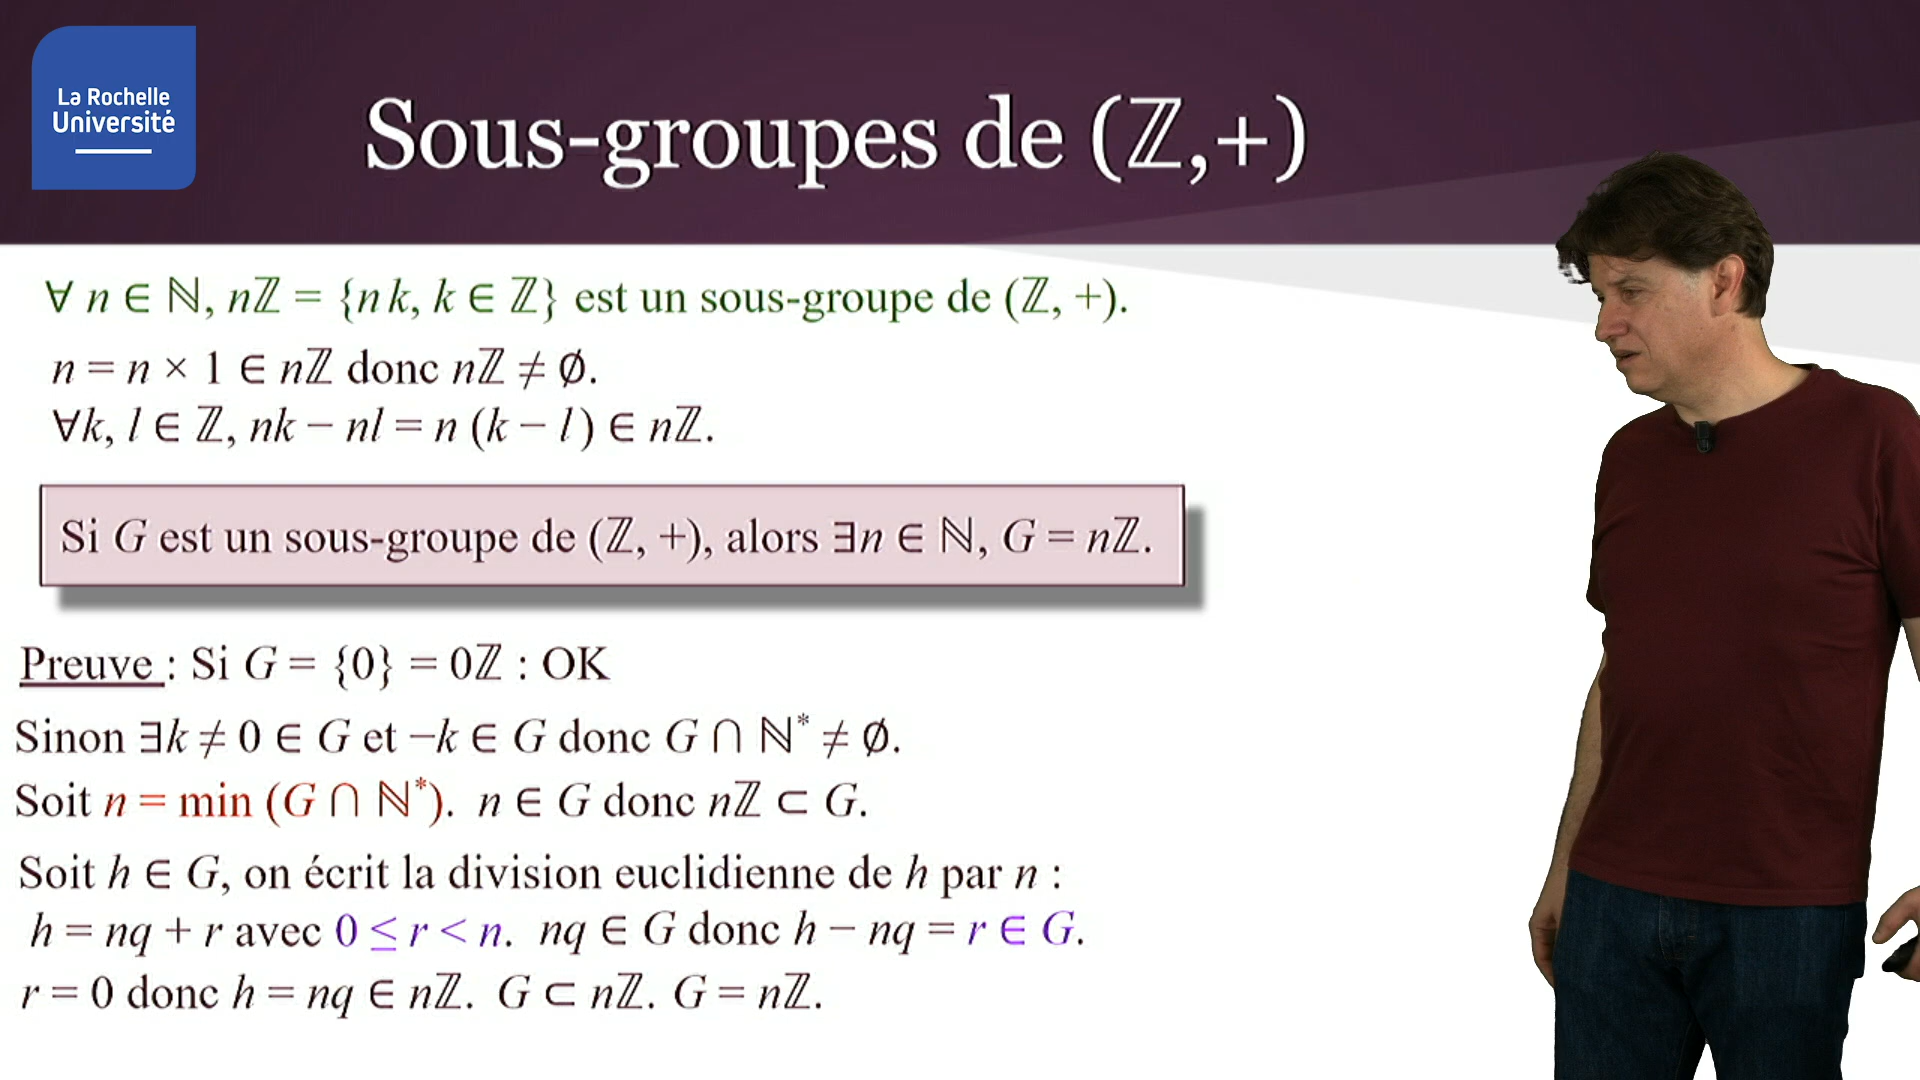 La Rochelle
Université
Sous-groupes de (ℤ,+)
∀ n ∈ ℕ, nℤ = {n k, k ∈ ℤ} est un sous-groupe de (ℤ, +).
n = n × 1 ∈ nℤ donc nℤ ≠ ∅.
∀k, l ∈ ℤ, nk − nl = n (k − l) ∈ nℤ.
Si G est un sous-groupe de (ℤ, +), alors ∃n ∈ ℕ, G = nℤ.
Preuve : Si G = {0} = 0ℤ : OK
Sinon ∃k ≠ 0 ∈ G et −k ∈ G donc G ∩ ℕ* ≠ ∅.
Soit n = min (G ∩ ℕ*). n ∈ G donc nℤ ⊂ G.
Soit h ∈ G, on écrit la division euclidienne de h par n :
h = nq + r avec 0 ≤ r < n. nq ∈ G donc h − nq = r ∈ G.
r = 0 donc h = nq ∈ nℤ. G ⊂ nℤ. G = nℤ.